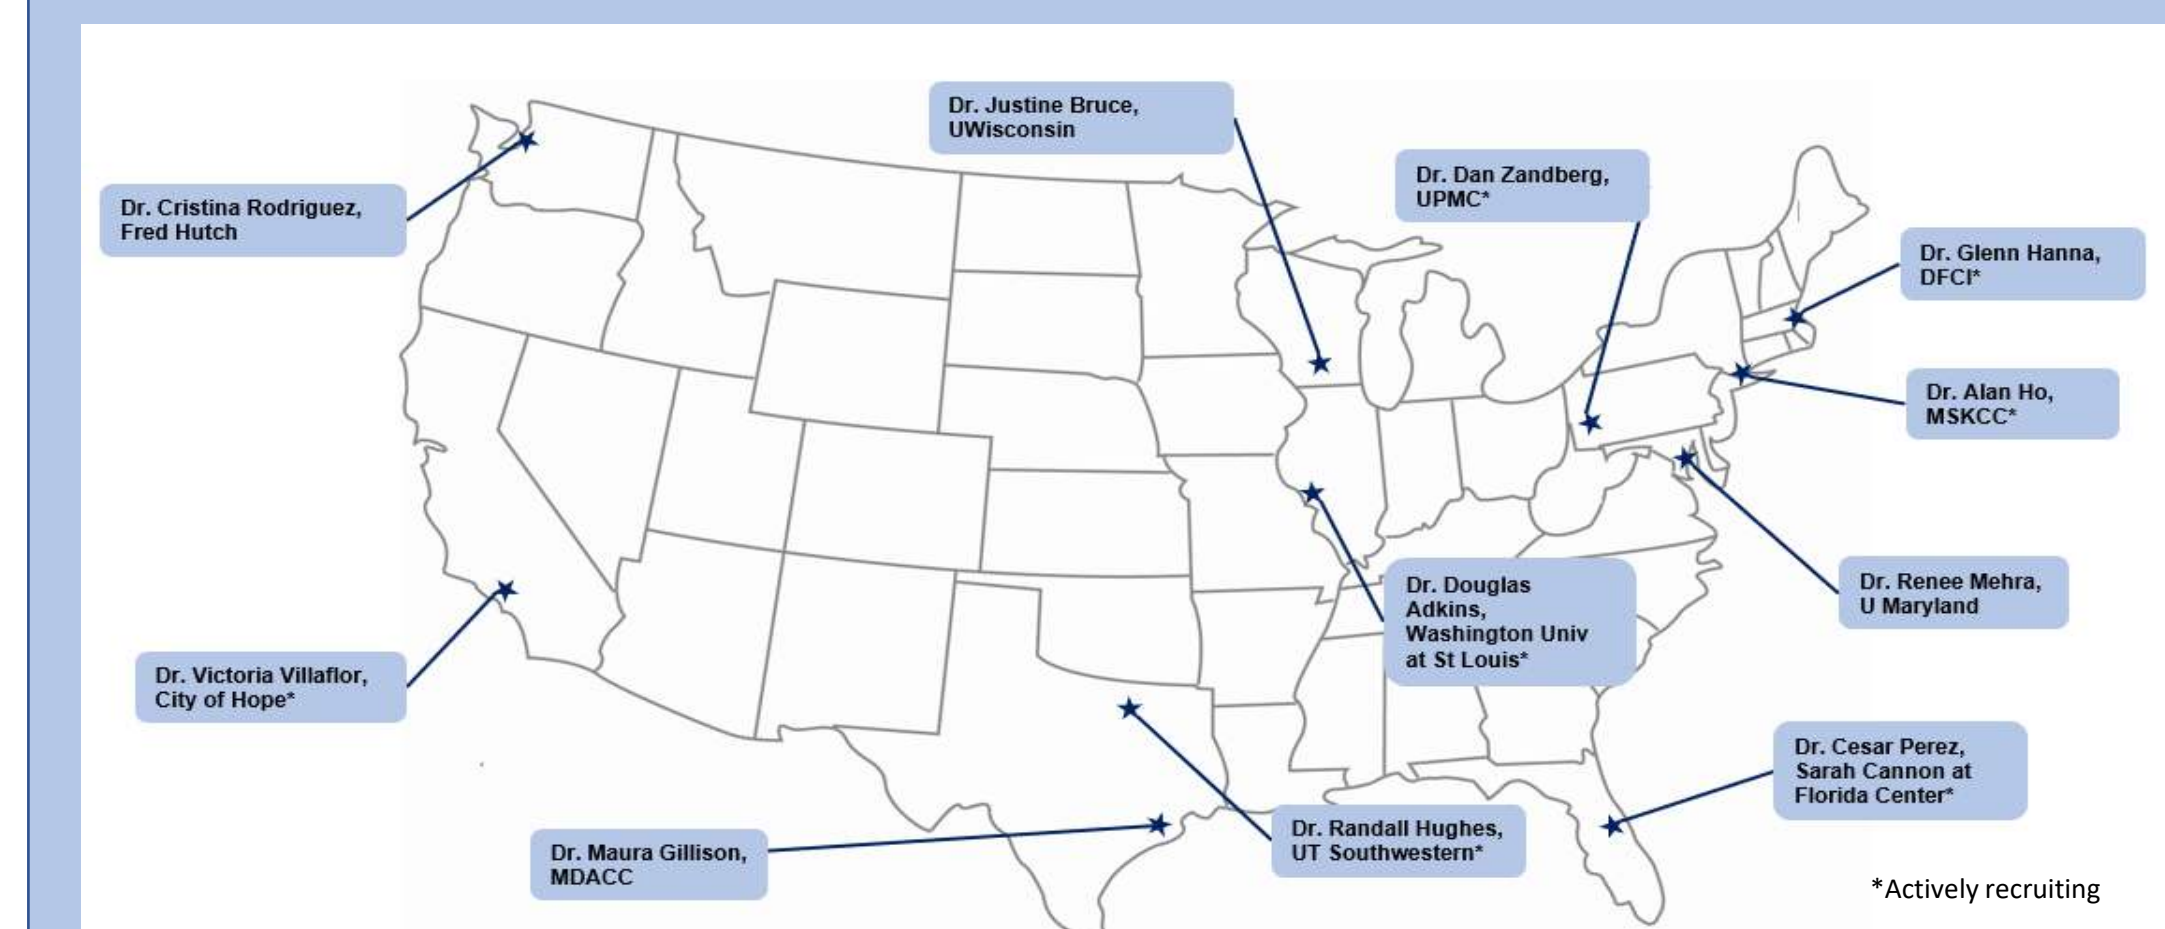 Dr. Justine Bruce,
UWisconsin
Dr. Dan Zandberg,
UPMC*
Dr. Cristina Rodriguez,
Fred Hutch
Dr. Glenn Hanna,
DFCI*
Dr. Alan Ho,
MSKCC*
Dr. Douglas
Adkins,
Washington Univ
at St Louis*
Dr. Renee Mehra,
U Maryland
Dr. Victoria Villaflor,
City of Hope*
Dr. Cesar Perez,
Sarah Cannon at
Florida Center*
Dr. Randall Hughes,
UT Southwestern*
Dr. Maura Gillison,
MDACC
*Actively recruiting